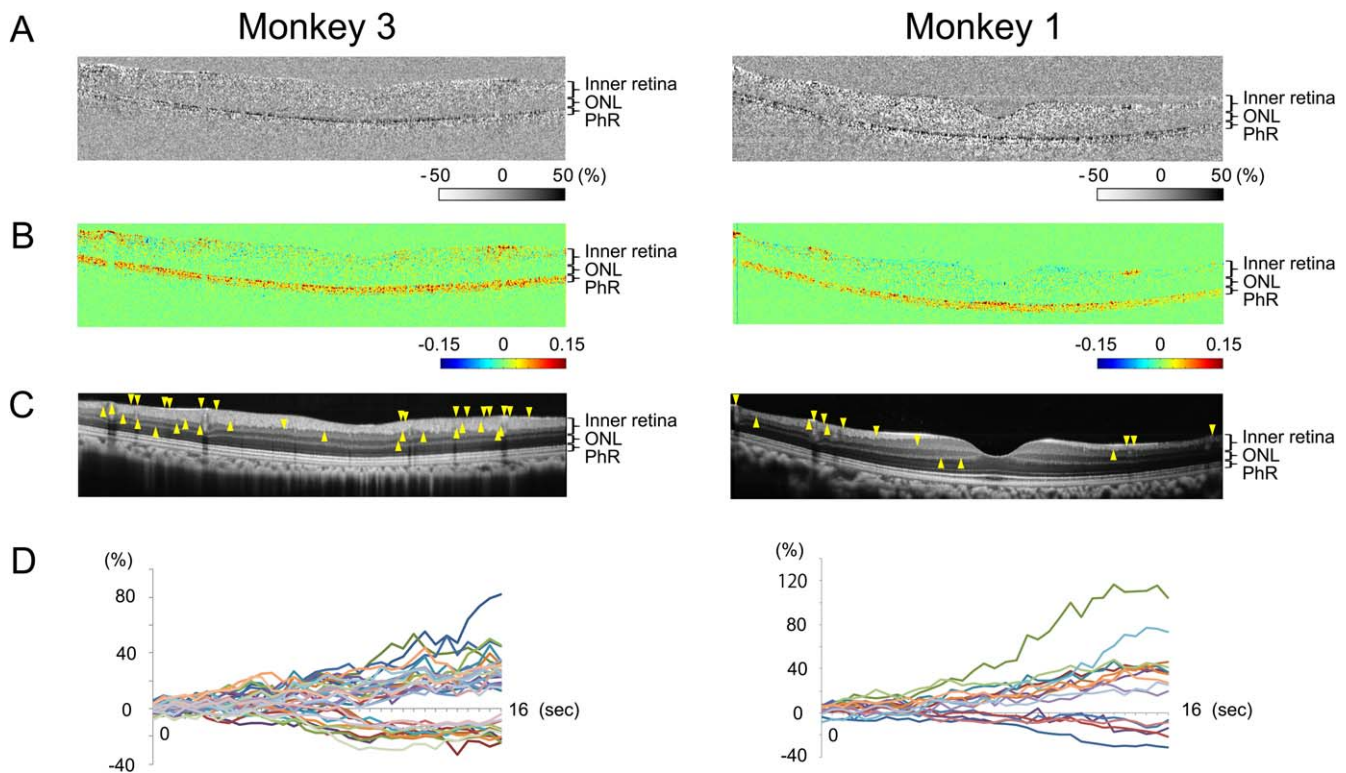 Monkey 3
Monkey 1
A
Inner retina
ONL
PhR
-50 0 50 (%)
Inner retina
ONL
PhR
-50 0 50 (%)
B
Inner retina
ONL
PhR
-0.15 0 0.15
Inner retina
ONL
PhR
-0.15 0 0.15
C
Inner retina
ONL
PhR
Inner retina
ONL
PhR
D
(%)
80
40
0
-40
0
16 (sec)
(%)
120
80
40
0
-40
0
16 (sec)